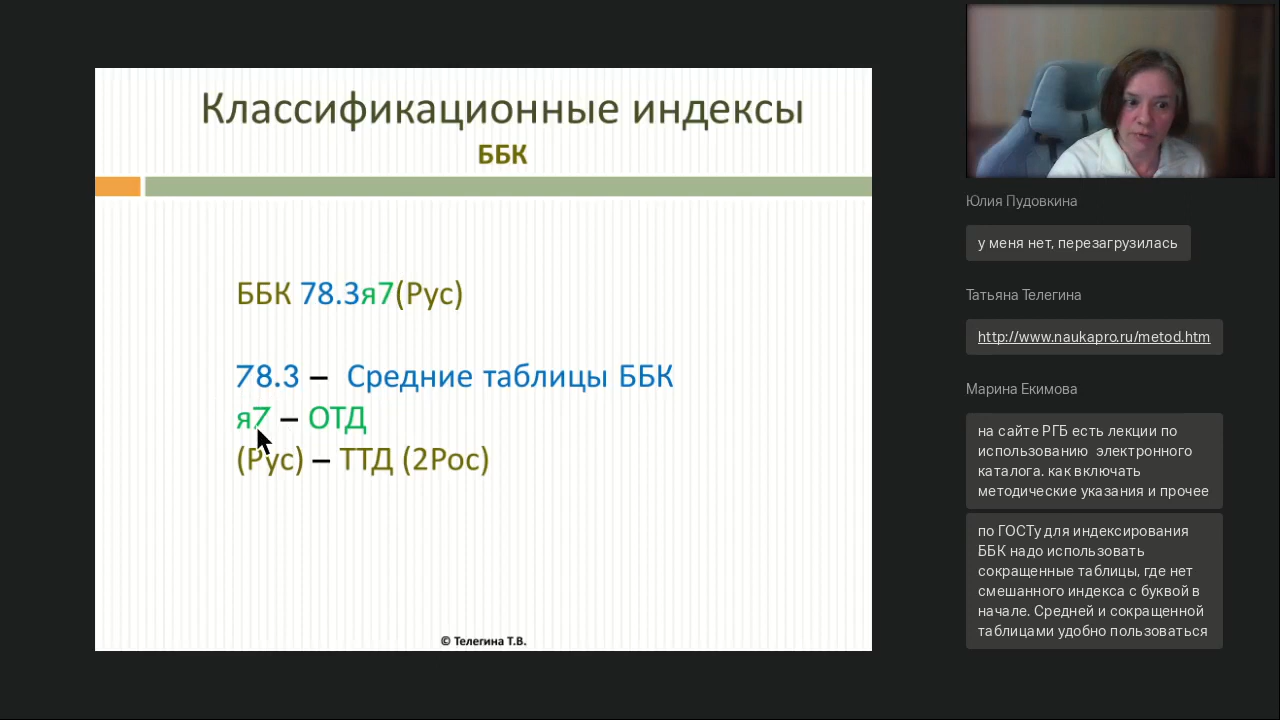 Классификационные индексы
ББК
ББК 78.3я7(Рус)
78.3 – Средние таблицы ББК
я7 – ОТД
(Рус) – ТТД (2Рос)
© Телегина Т.В.
Юлия Пудовкина
у меня нет, перезагрузилась
Татьяна Телегина
http://www.naukapro.ru/metod.htm
Марина Екимова
на сайте РГБ есть лекции по
использованию электронного
каталога. как включать
методические указания и прочее
по ГОСТу для индексирования
ББК надо использовать
сокращенные таблицы, где нет
смешанного индекса с буквой в
начале. Средней и сокращенной
таблицами удобно пользоваться